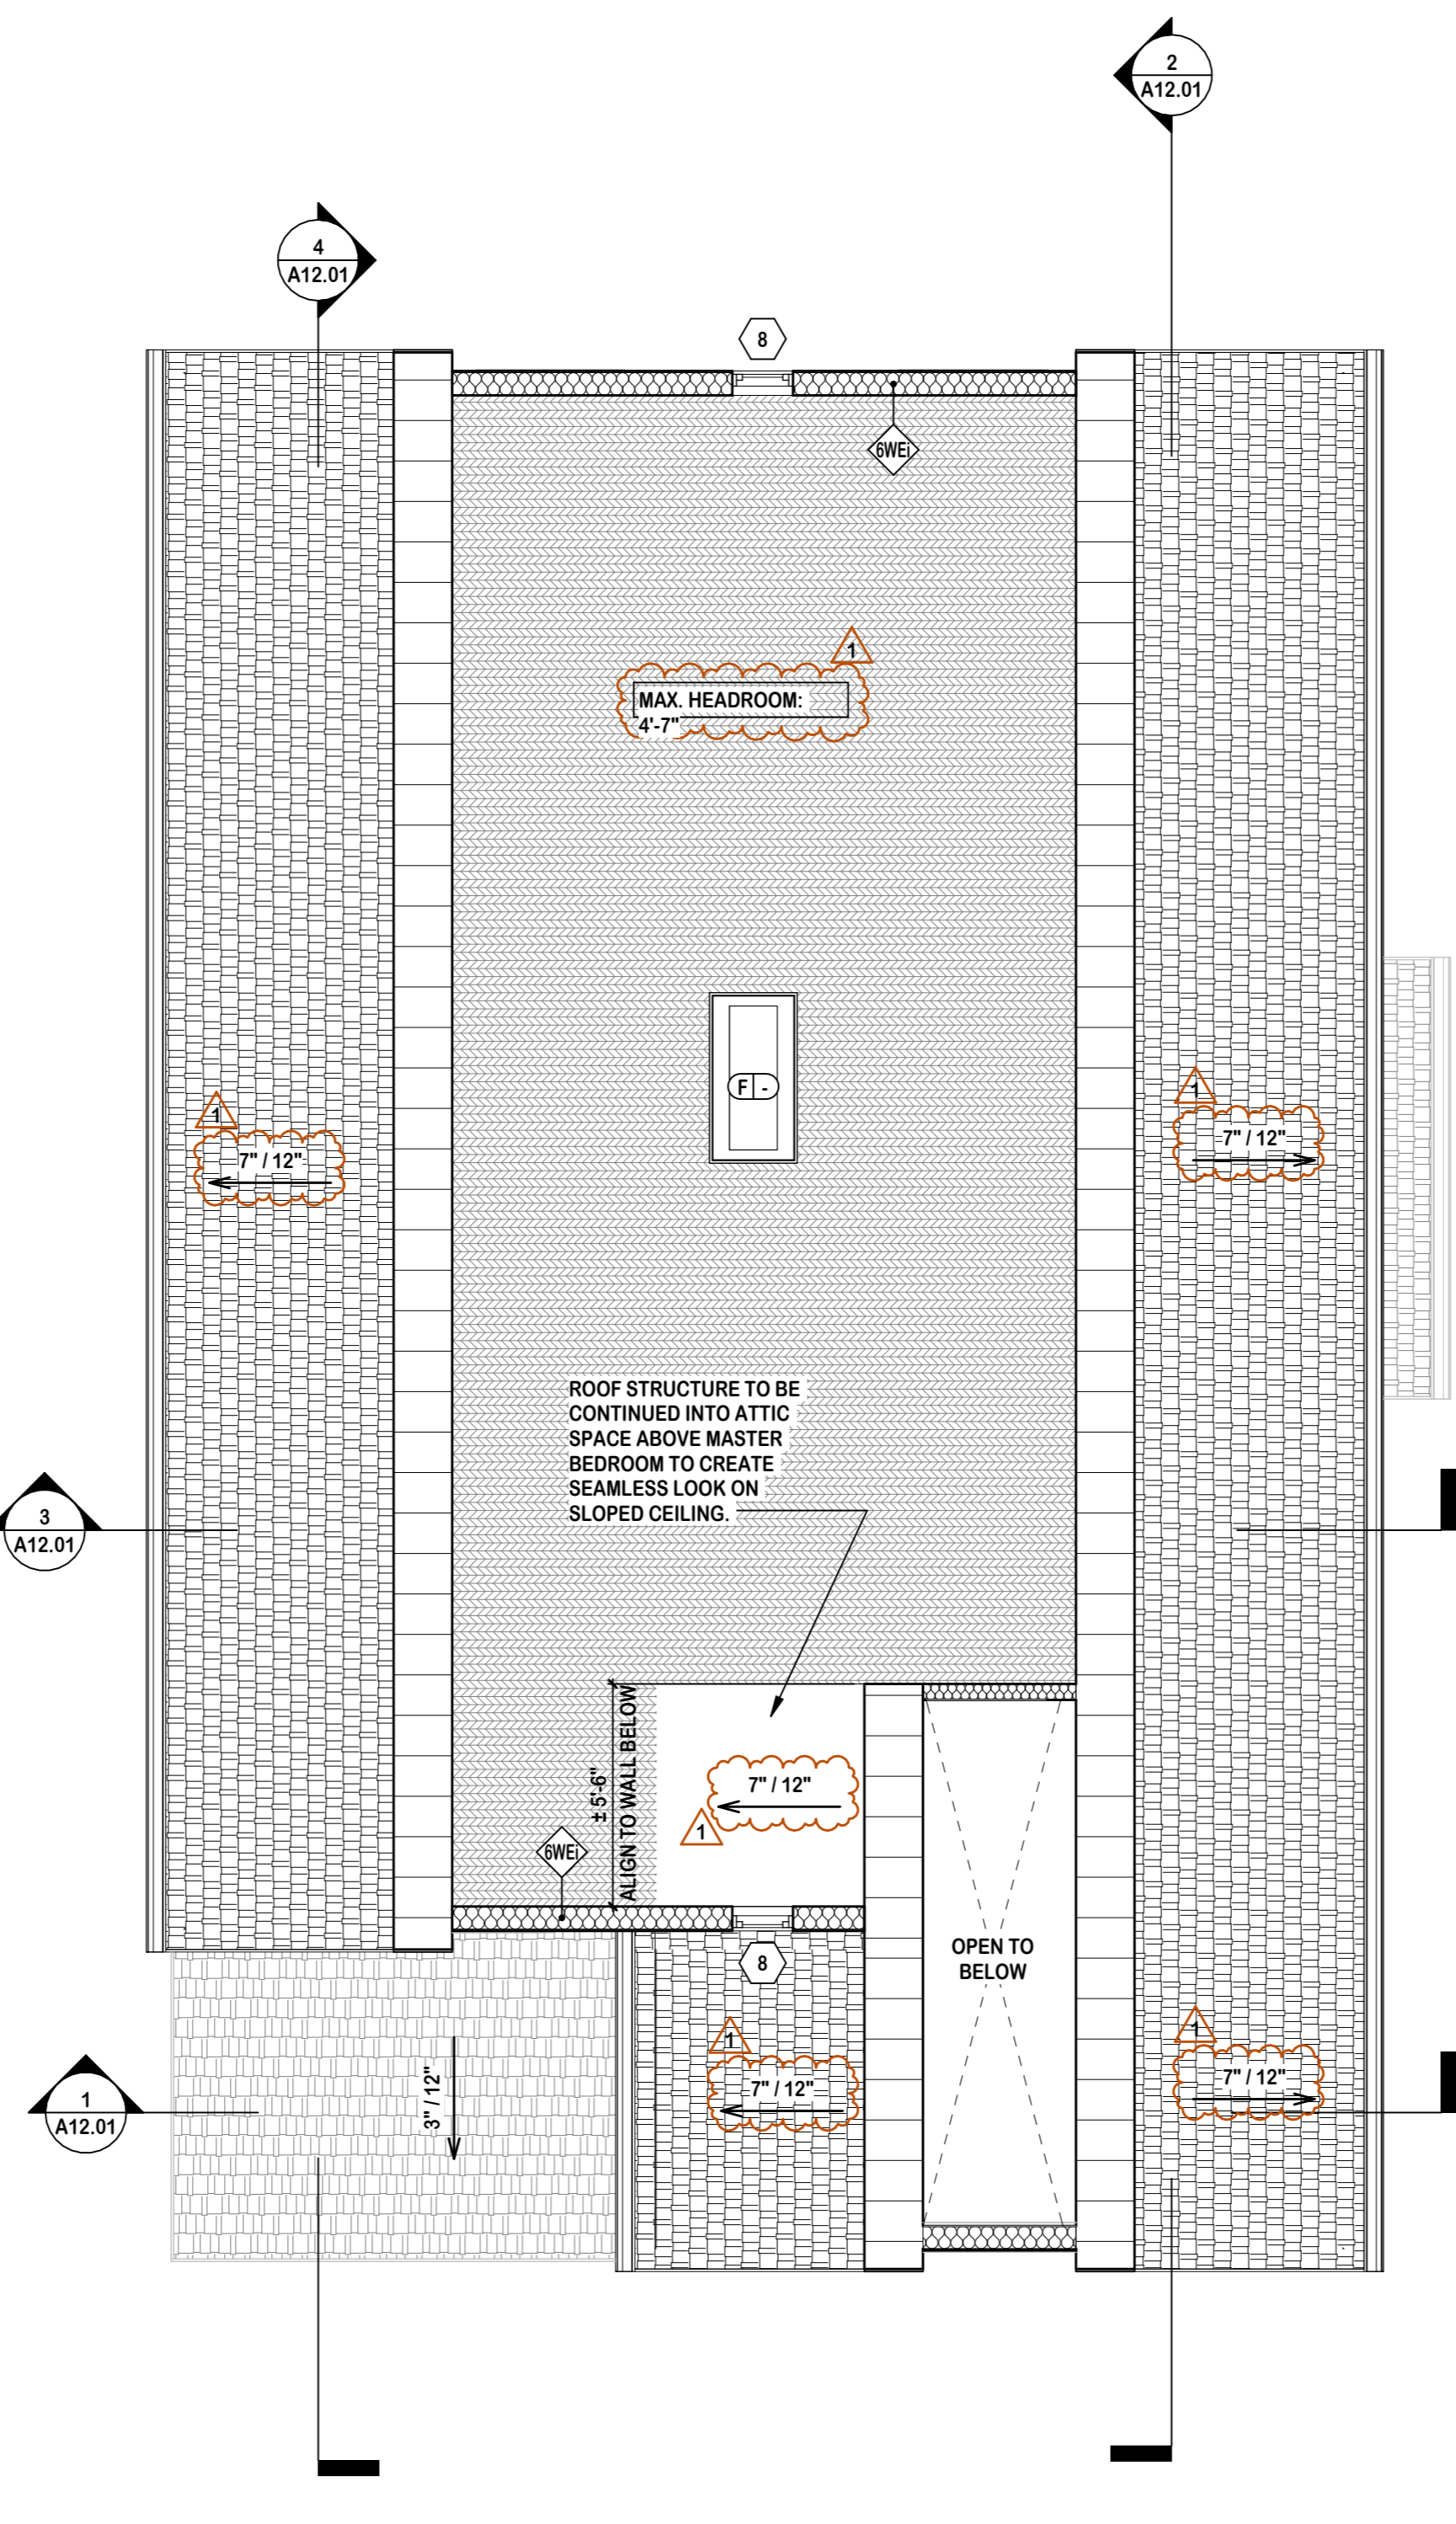 2
A12.01
4
A12.01
8
6WEi
1
MAX. HEADROOM:
4'-7"
F -
1
7" / 12"
1
7" / 12"
ROOF STRUCTURE TO BE
CONTINUED INTO ATTIC
SPACE ABOVE MASTER
BEDROOM TO CREATE
SEAMLESS LOOK ON
SLOPED CEILING.
3
A12.01
± 5'-6"
ALIGN TO WALL BELOW
7" / 12"
1
6WEi
8
OPEN TO
BELOW
1
7" / 12"
1
7" / 12"
3" / 12"
1
A12.01